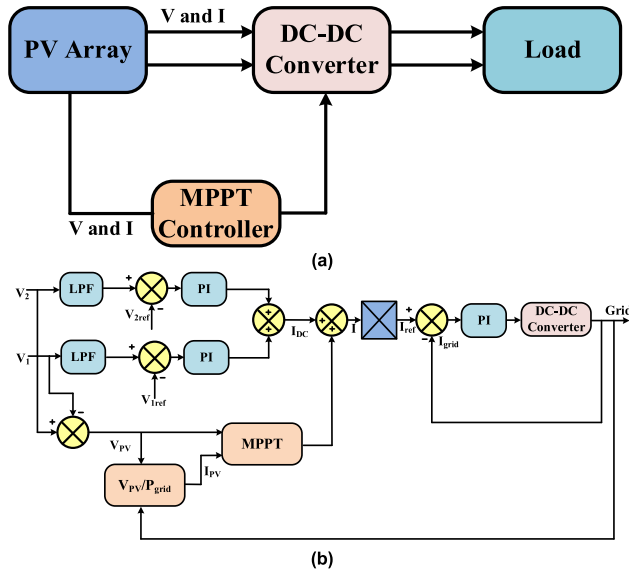 V and I
PV Array
DC-DC
Converter
Load
V and I
MPPT
Controller
(a)
V2
LPF
+
−
V2ref
PI
+
+
IDC
+
+
I
+
−
Iref
Igrid
PI
DC-DC
Converter
Grid
V1
LPF
+
−
V1ref
PI
+
−
VPV
MPPT
IPV
VPV/Pgrid
(b)